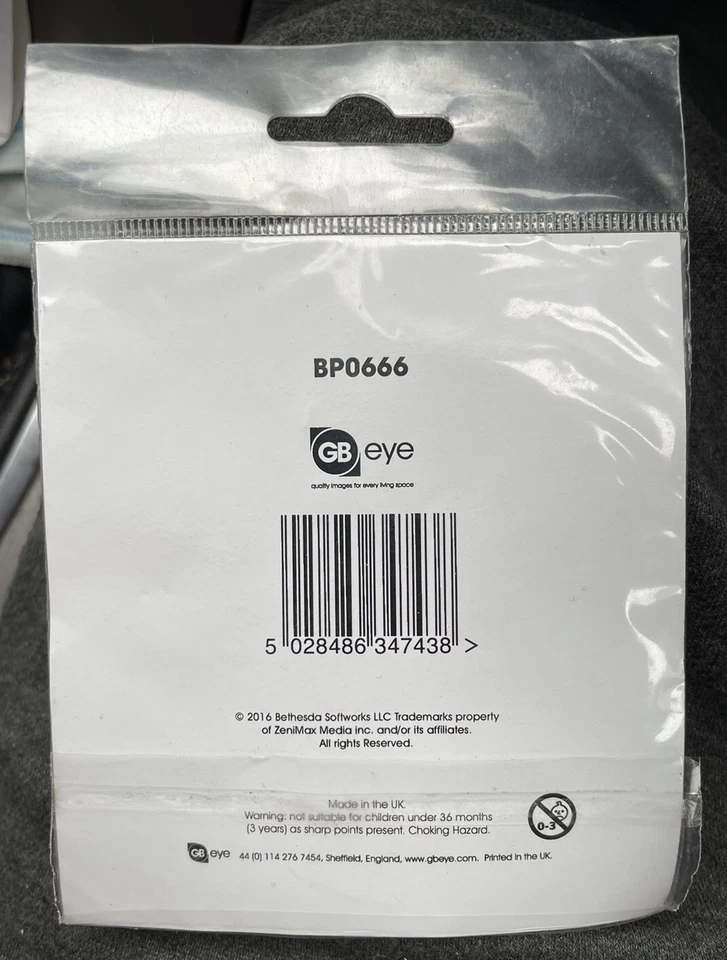 BP0666
GB eye
quality images for every living space
5 028486 347438 >
© 2016 Bethesda Softworks LLC Trademarks property
of ZeniMax Media inc. and/or its affiliates.
All rights Reserved.
Made in the UK
Warning: not suitable for children under 36 months
(3 years) as sharp points present. Choking Hazard.
0-3
GB eye 44 (0) 114 276 7454, Sheffield, England, www.gbeye.com. Printed in the UK.